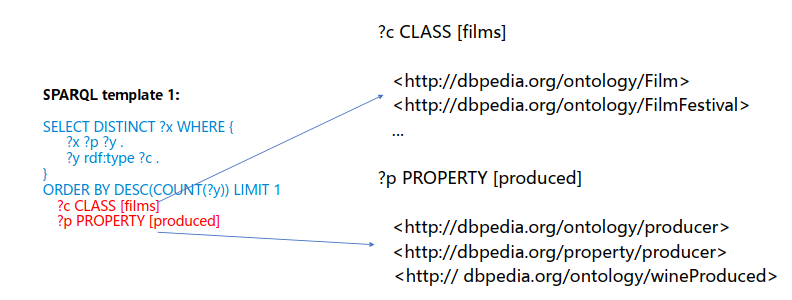 SPARQL template 1:
SELECT DISTINCT ?x WHERE {
?x ?p ?y .
?y rdf:type ?c .
}
ORDER BY DESC(COUNT(?y)) LIMIT 1
?c CLASS [films]
?p PROPERTY [produced]
?c CLASS [films]
<http://dbpedia.org/ontology/Film>
<http://dbpedia.org/ontology/FilmFestival>
...
?p PROPERTY [produced]
<http://dbpedia.org/ontology/producer>
<http://dbpedia.org/property/producer>
<http:// dbpedia.org/ontology/wineProduced>